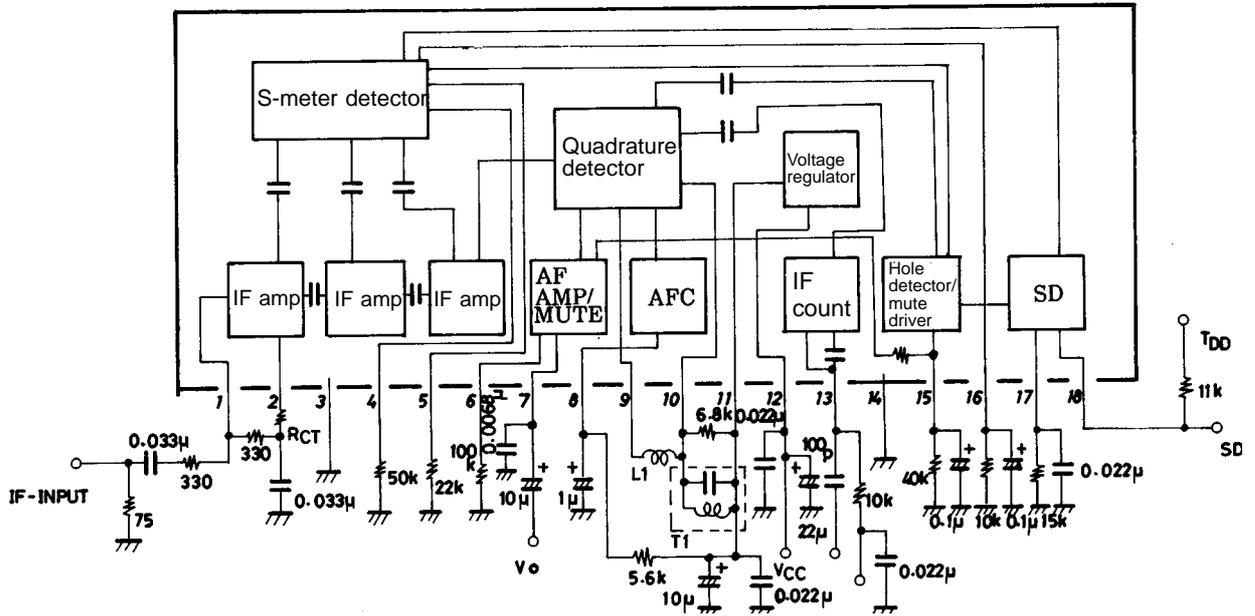 S-meter detector
Quadrature
detector
Voltage
regulator
IF amp
IF amp
IF amp
AF
AMP/
MUTE
AFC
IF
count
Hole
detector/
mute
driver
SD
1
2
3
4
5
6
7
8
9
10
11
12
13
14
15
16
17
18
TDD
11k
SD
IF-INPUT
75
0.033μ
330
330
RCT
0.033μ
50k
22k
100
k
0.0068μ
10μ
+
Vo
1μ
+
L1
6.8k
T1
5.6k
10μ
+
0.022μ
0.022μ
VCC
22μ
+
100
p
10k
0.022μ
40k
0.1μ
+
10k
0.1μ
+
15k
0.022μ